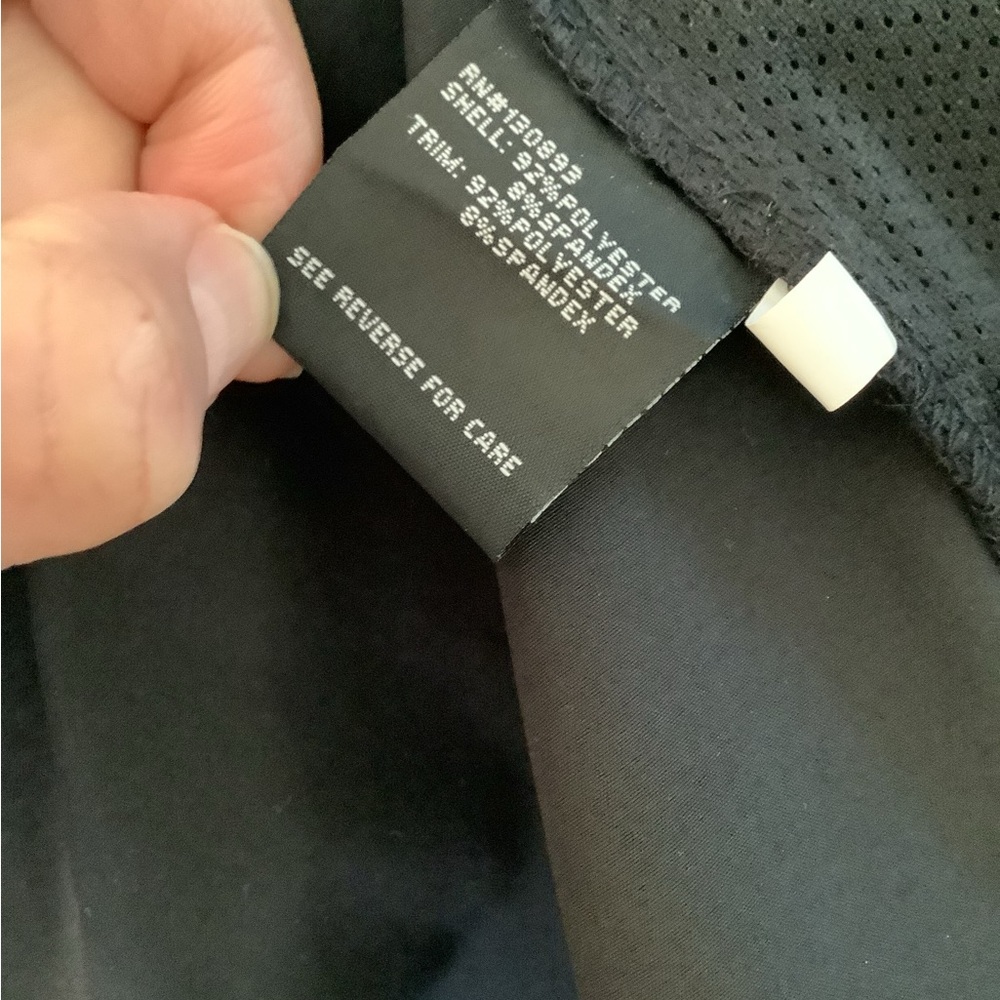 RN#130893
SHELL: 92%POLYESTER
8%SPANDEX
TRIM: 92%POLYESTER
8%SPANDEX
SEE REVERSE FOR CARE